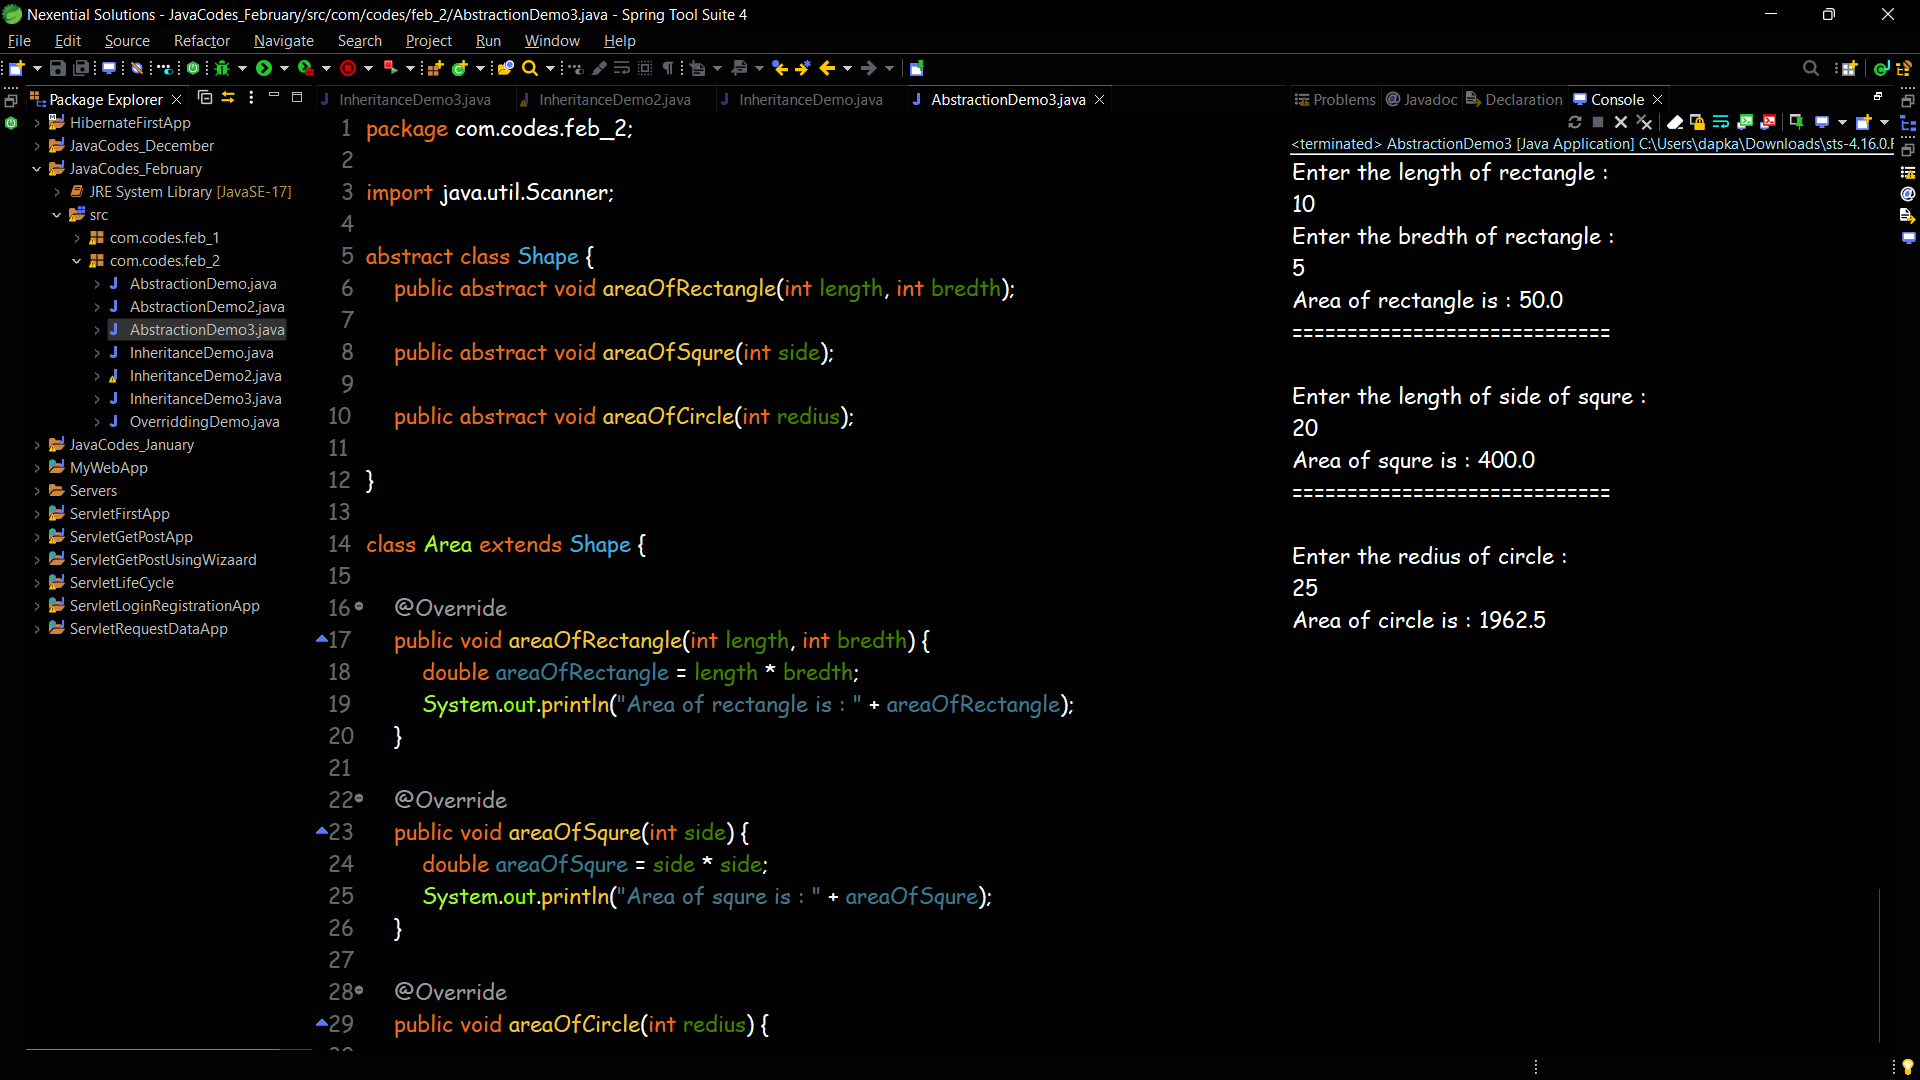 Nexential Solutions - JavaCodes_February/src/com/codes/feb_2/AbstractionDemo3.java - Spring Tool Suite 4
File Edit Source Refactor Navigate Search Project Run Window Help
Package Explorer
HibernateFirstApp
JavaCodes_December
JavaCodes_February
JRE System Library [JavaSE-17]
src
com.codes.feb_1
com.codes.feb_2
AbstractionDemo.java
AbstractionDemo2.java
AbstractionDemo3.java
InheritanceDemo.java
InheritanceDemo2.java
InheritanceDemo3.java
OverriddingDemo.java
JavaCodes_January
MyWebApp
Servers
ServletFirstApp
ServletGetPostApp
ServletGetPostUsingWizaard
ServletLifeCycle
ServletLoginRegistrationApp
ServletRequestDataApp
InheritanceDemo3.java InheritanceDemo2.java InheritanceDemo.java AbstractionDemo3.java
1 package com.codes.feb_2;
2
3 import java.util.Scanner;
4
5 abstract class Shape {
6 public abstract void areaOfRectangle(int length, int bredth);
7
8 public abstract void areaOfSqure(int side);
9
10 public abstract void areaOfCircle(int redius);
11
12 }
13
14 class Area extends Shape {
15
16 @Override
17 public void areaOfRectangle(int length, int bredth) {
18 double areaOfRectangle = length * bredth;
19 System.out.println("Area of rectangle is : " + areaOfRectangle);
20 }
21
22 @Override
23 public void areaOfSqure(int side) {
24 double areaOfSqure = side * side;
25 System.out.println("Area of squre is : " + areaOfSqure);
26 }
27
28 @Override
29 public void areaOfCircle(int redius) {
Problems Javadoc Declaration Console
<terminated> AbstractionDemo3 [Java Application] C:\Users\dapka\Downloads\sts-4.16.0.
Enter the length of rectangle :
10
Enter the bredth of rectangle :
5
Area of rectangle is : 50.0
=============================
Enter the length of side of squre :
20
Area of squre is : 400.0
=============================
Enter the redius of circle :
25
Area of circle is : 1962.5